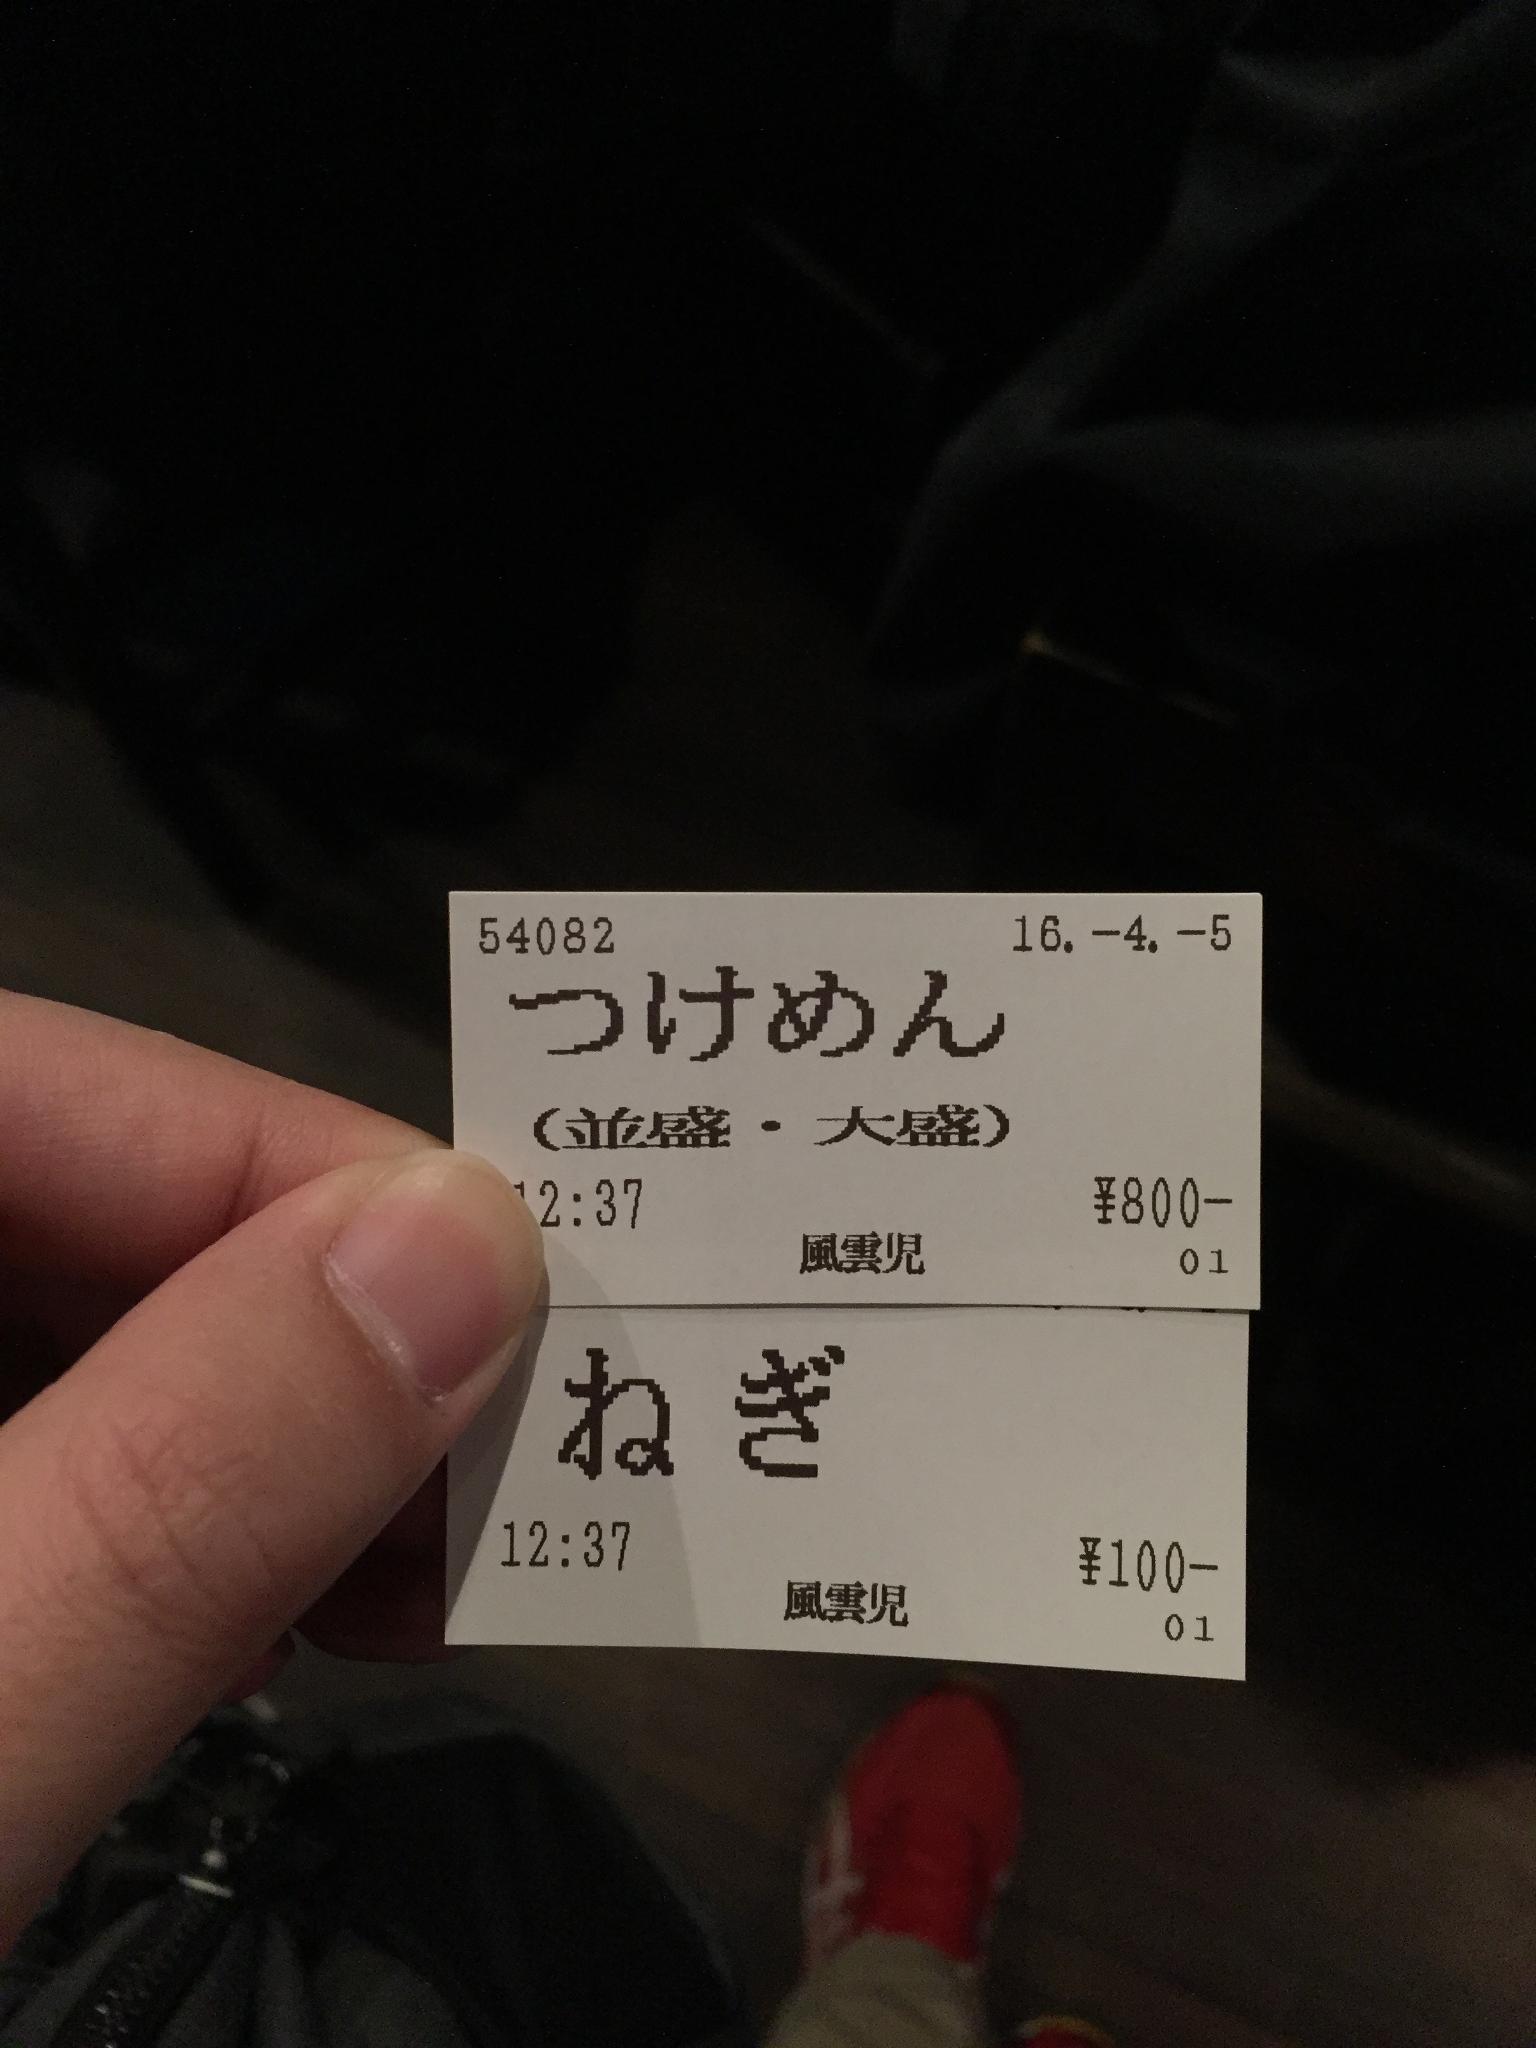 54082 16.-4.-5
つけめん
(並盛・大盛)
12:37 ¥800-
風雲児
01
ねぎ
12:37 ¥100-
風雲児
01